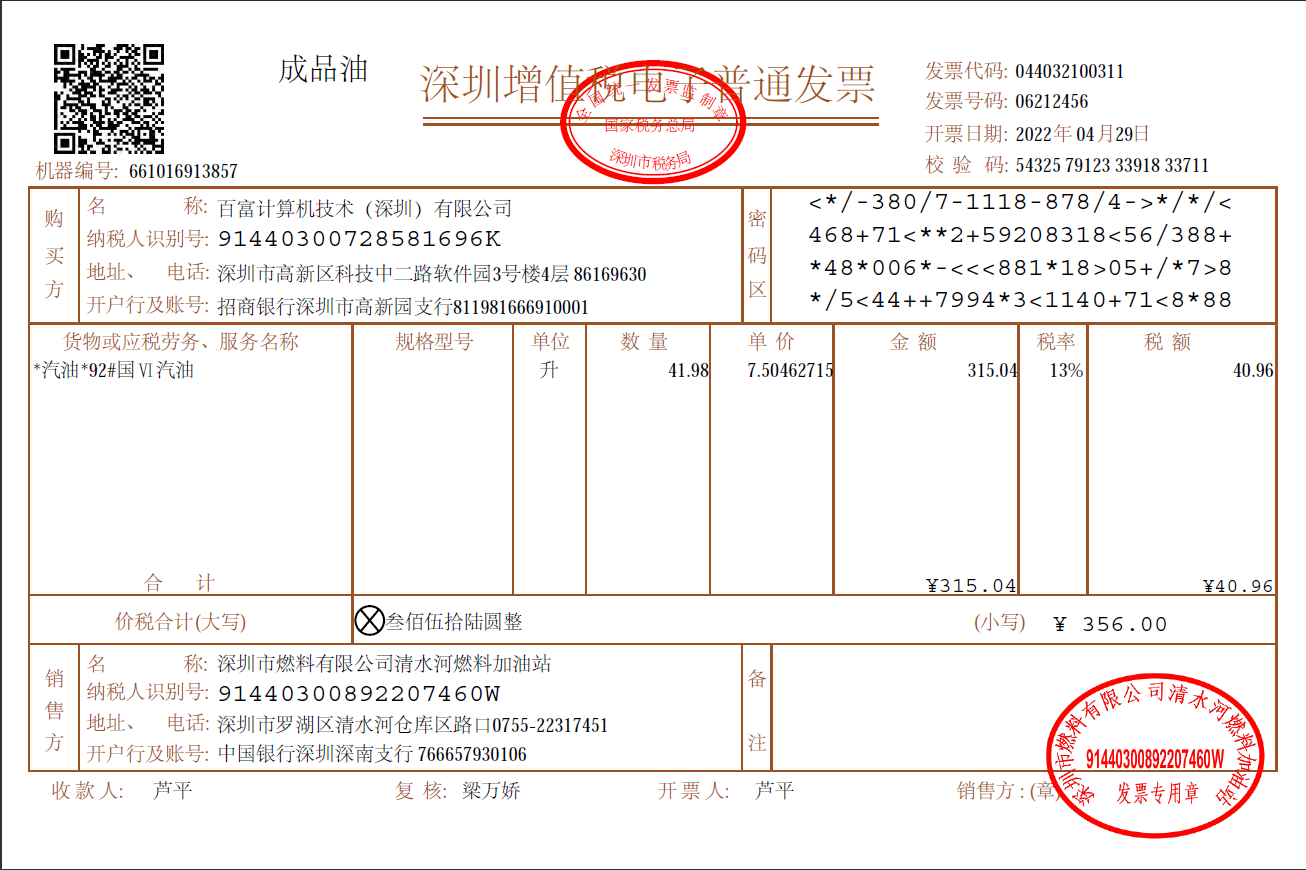 成品油
深圳增值税电子普通发票
全国统一发票监制章
国家税务总局
深圳市税务局
发票代码: 044032100311
发票号码: 06212456
开票日期: 2022年 04月29日
校 验 码: 54325 79123 33918 33711
机器编号: 661016913857
购买方
名 称: 百富计算机技术（深圳）有限公司
纳税人识别号: 91440300728581696K
地址、 电话: 深圳市高新区科技中二路软件园3号楼4层 86169630
开户行及账号: 招商银行深圳市高新园支行811981666910001
密码区
<*/-380/7-1118-878/4->*/*/<
468+71<**2+59208318<56/388+
*48*006*-<<<881*18>05+/*7>8
*/5<44++7994*3<1140+71<8*88
货物或应税劳务、服务名称 规格型号 单位 数 量 单 价 金 额 税率 税 额
*汽油*92#国Ⅵ汽油 升 41.98 7.50462715 315.04 13% 40.96
合 计 ¥315.04 ¥40.96
价税合计(大写) ⊗叁佰伍拾陆圆整 (小写) ¥ 356.00
销售方
名 称: 深圳市燃料有限公司清水河燃料加油站
纳税人识别号: 91440300892207460W
地址、 电话: 深圳市罗湖区清水河仓库区路口0755-22317451
开户行及账号: 中国银行深圳深南支行 766657930106
备注
收款人: 芦平 复 核: 梁万娇 开票人: 芦平 销售方: (章)
深圳市燃料有限公司清水河燃料加油站
91440300892207460W
发票专用章